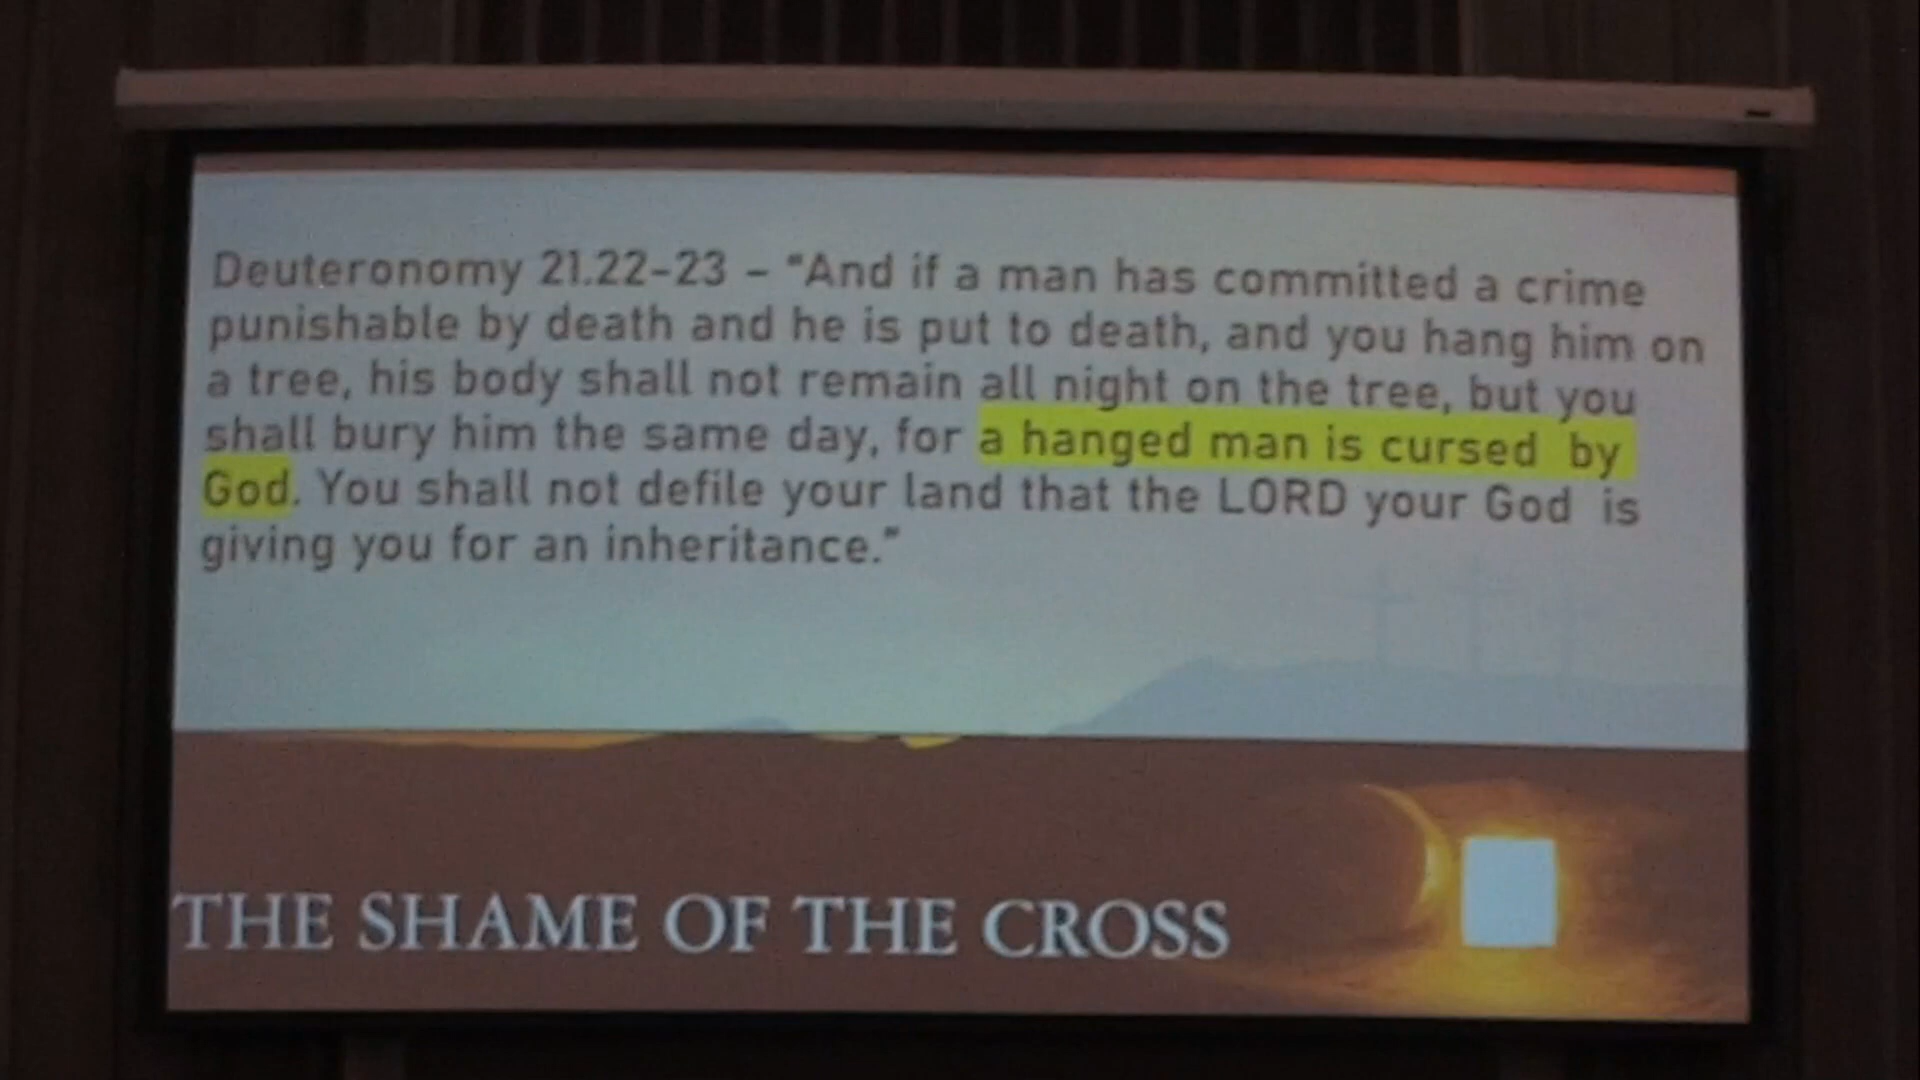 Deuteronomy 21.22-23 – "And if a man has committed a crime
punishable by death and he is put to death, and you hang him on
a tree, his body shall not remain all night on the tree, but you
shall bury him the same day, for a hanged man is cursed by
God. You shall not defile your land that the LORD your God is
giving you for an inheritance."
THE SHAME OF THE CROSS